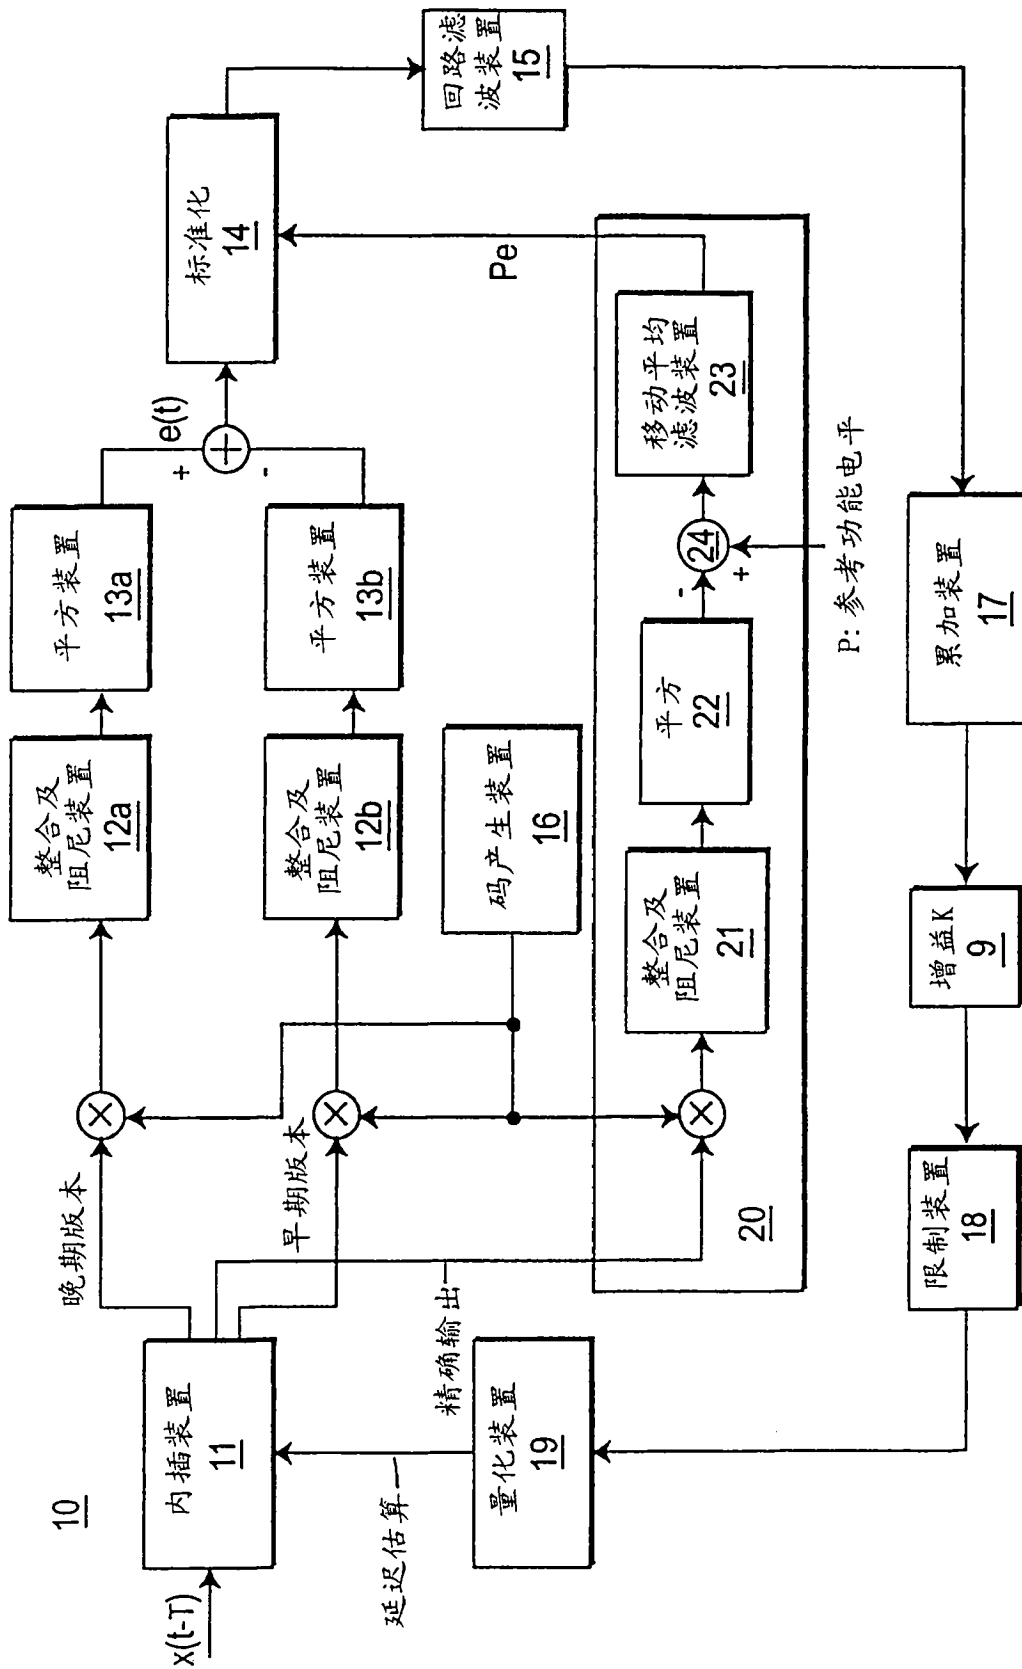 10
x(t-T)
内插装置
11
晚期版本
早期版本
精确输出
延迟估算
整合及
阻尼装置
12a
平方装置
13a
整合及
阻尼装置
12b
平方装置
13b
+
-
e(t)
标准化
14
回路滤
波装置
15
码产生装置
16
20
整合及
阻尼装置
21
平方
22
-
+
24
移动平均
滤波装置
23
Pe
P: 参考功能电平
量化装置
19
限制装置
18
增益K
9
累加装置
17